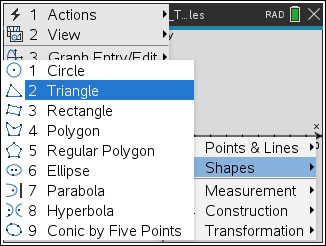 1 Actions
_T...les RAD
2 View
y
3 Graph Entry/Edit
1 Circle
2 Triangle
3 Rectangle
4 Polygon
Points & Lines
5 Regular Polygon
Shapes
6 Ellipse
7 Parabola
Measurement
8 Hyperbola
Construction
9 Conic by Five Points
Transformation